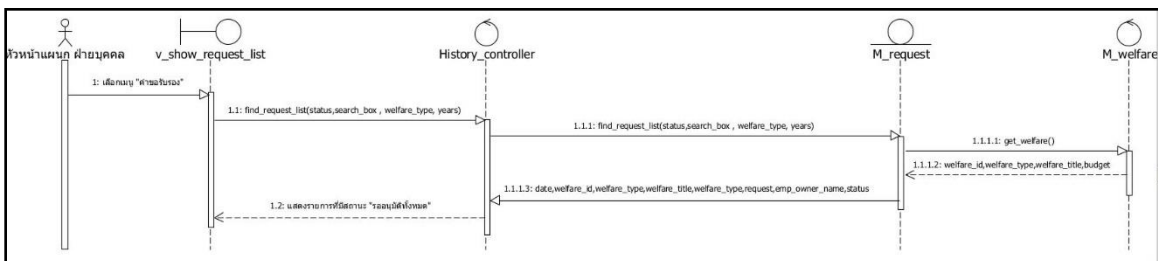 หัวหน้าแผนก ฝ่ายบุคคล
v_show_request_list
History_controller
M_request
M_welfare
1: เลือกเมนู "คำขอรับรอง"
1.1: find_request_list(status,search_box , welfare_type, years)
1.1.1: find_request_list(status,search_box , welfare_type, years)
1.1.1.1: get_welfare()
1.1.1.2: welfare_id,welfare_type,welfare_title,budget
1.1.1.3: date,welfare_id,welfare_type,welfare_title,welfare_type,request,emp_owner_name,status
1.2: แสดงรายการที่มีสถานะ "รออนุมัติทั้งหมด"